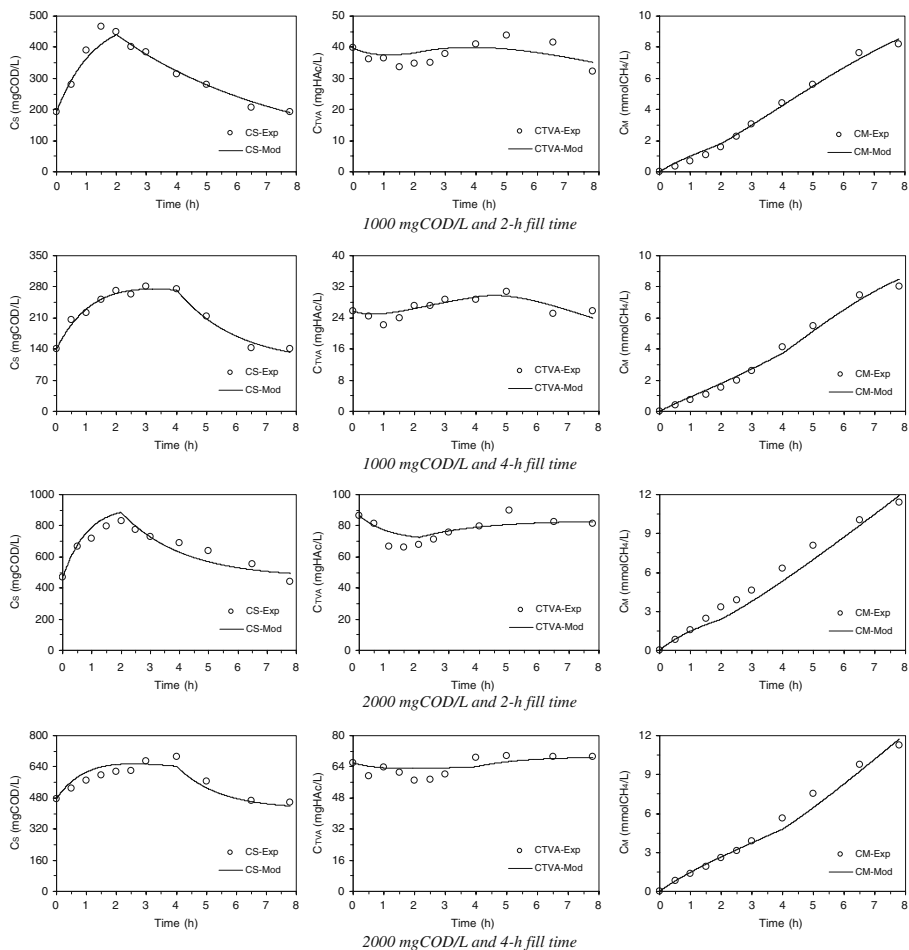 500
400
300
200
100
0
CS (mgCOD/L)
CS-Exp
CS-Mod
0 1 2 3 4 5 6 7 8
Time (h)
50
40
30
20
10
0
CTVA (mgHAc/L)
CTVA-Exp
CTVA-Mod
0 1 2 3 4 5 6 7 8
Time (h)
10
8
6
4
2
0
CM (mmolCH4/L)
CM-Exp
CM-Mod
0 1 2 3 4 5 6 7 8
Time (h)
1000 mgCOD/L and 2-h fill time
350
280
210
140
70
0
CS (mgCOD/L)
CS-Exp
CS-Mod
0 1 2 3 4 5 6 7 8
Time (h)
40
32
24
16
8
0
CTVA (mgHAc/L)
CTVA-Exp
CTVA-Mod
0 1 2 3 4 5 6 7 8
Time (h)
10
8
6
4
2
0
CM (mmolCH4/L)
CM-Exp
CM-Mod
0 1 2 3 4 5 6 7 8
Time (h)
1000 mgCOD/L and 4-h fill time
1000
800
600
400
200
0
CS (mgCOD/L)
CS-Exp
CS-Mod
0 1 2 3 4 5 6 7 8
Time (h)
100
80
60
40
20
0
CTVA (mgHAc/L)
CTVA-Exp
CTVA-Mod
0 1 2 3 4 5 6 7 8
Time (h)
12
9
6
3
0
CM (mmolCH4/L)
CM-Exp
CM-Mod
0 1 2 3 4 5 6 7 8
Time (h)
2000 mgCOD/L and 2-h fill time
800
640
480
320
160
0
CS (mgCOD/L)
CS-Exp
CS-Mod
0 1 2 3 4 5 6 7 8
Time (h)
80
64
48
32
16
0
CTVA (mgHAc/L)
CTVA-Exp
CTVA-Mod
0 1 2 3 4 5 6 7 8
Time (h)
12
9
6
3
0
CM (mmolCH4/L)
CM-Exp
CM-Mod
0 1 2 3 4 5 6 7 8
Time (h)
2000 mgCOD/L and 4-h fill time